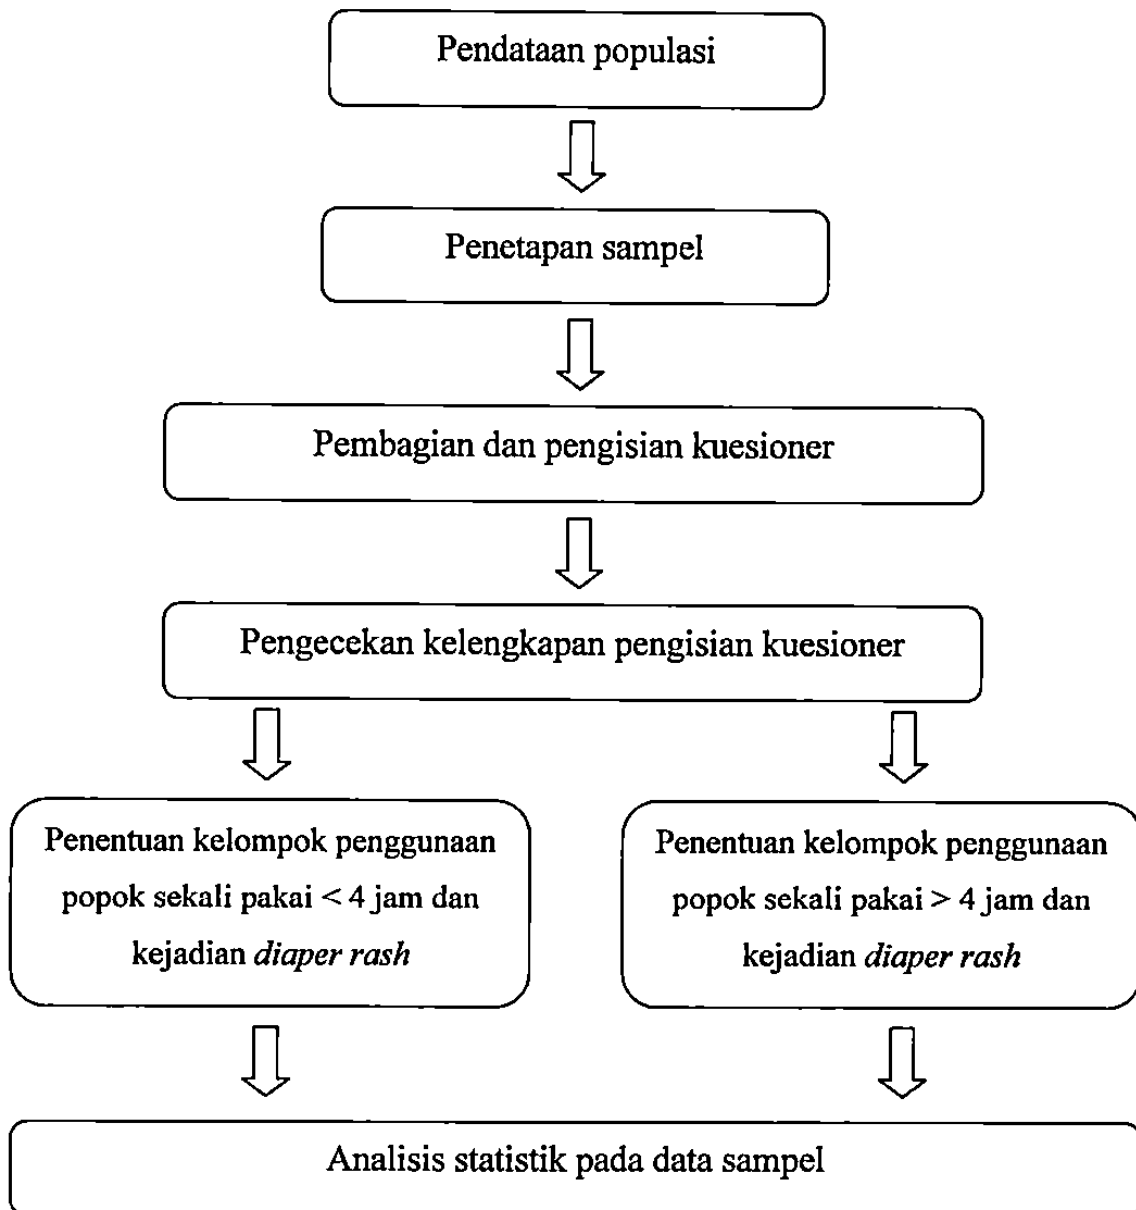 Pendataan populasi
Penetapan sampel
Pembagian dan pengisian kuesioner
Pengecekan kelengkapan pengisian kuesioner
Penentuan kelompok penggunaan
popok sekali pakai < 4 jam dan
kejadian diaper rash
Penentuan kelompok penggunaan
popok sekali pakai > 4 jam dan
kejadian diaper rash
Analisis statistik pada data sampel